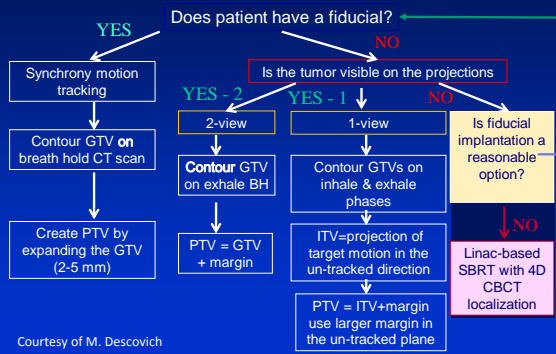 Does patient have a fiducial?
YES
NO
Synchrony motion
tracking
Is the tumor visible on the projections
YES - 2
YES - 1
NO
Contour GTV on
breath hold CT scan
2-view
1-view
Is fiducial
implantation a
reasonable
option?
Contour GTV
on exhale BH
Contour GTVs on
inhale & exhale
phases
Create PTV by
expanding the GTV
(2-5 mm)
PTV = GTV
+ margin
ITV=projection of
target motion in the
un-tracked direction
NO
Linac-based
SBRT with 4D
CBCT
localization
PTV = ITV+margin
use larger margin in
the un-tracked plane
Courtesy of M. Descovich